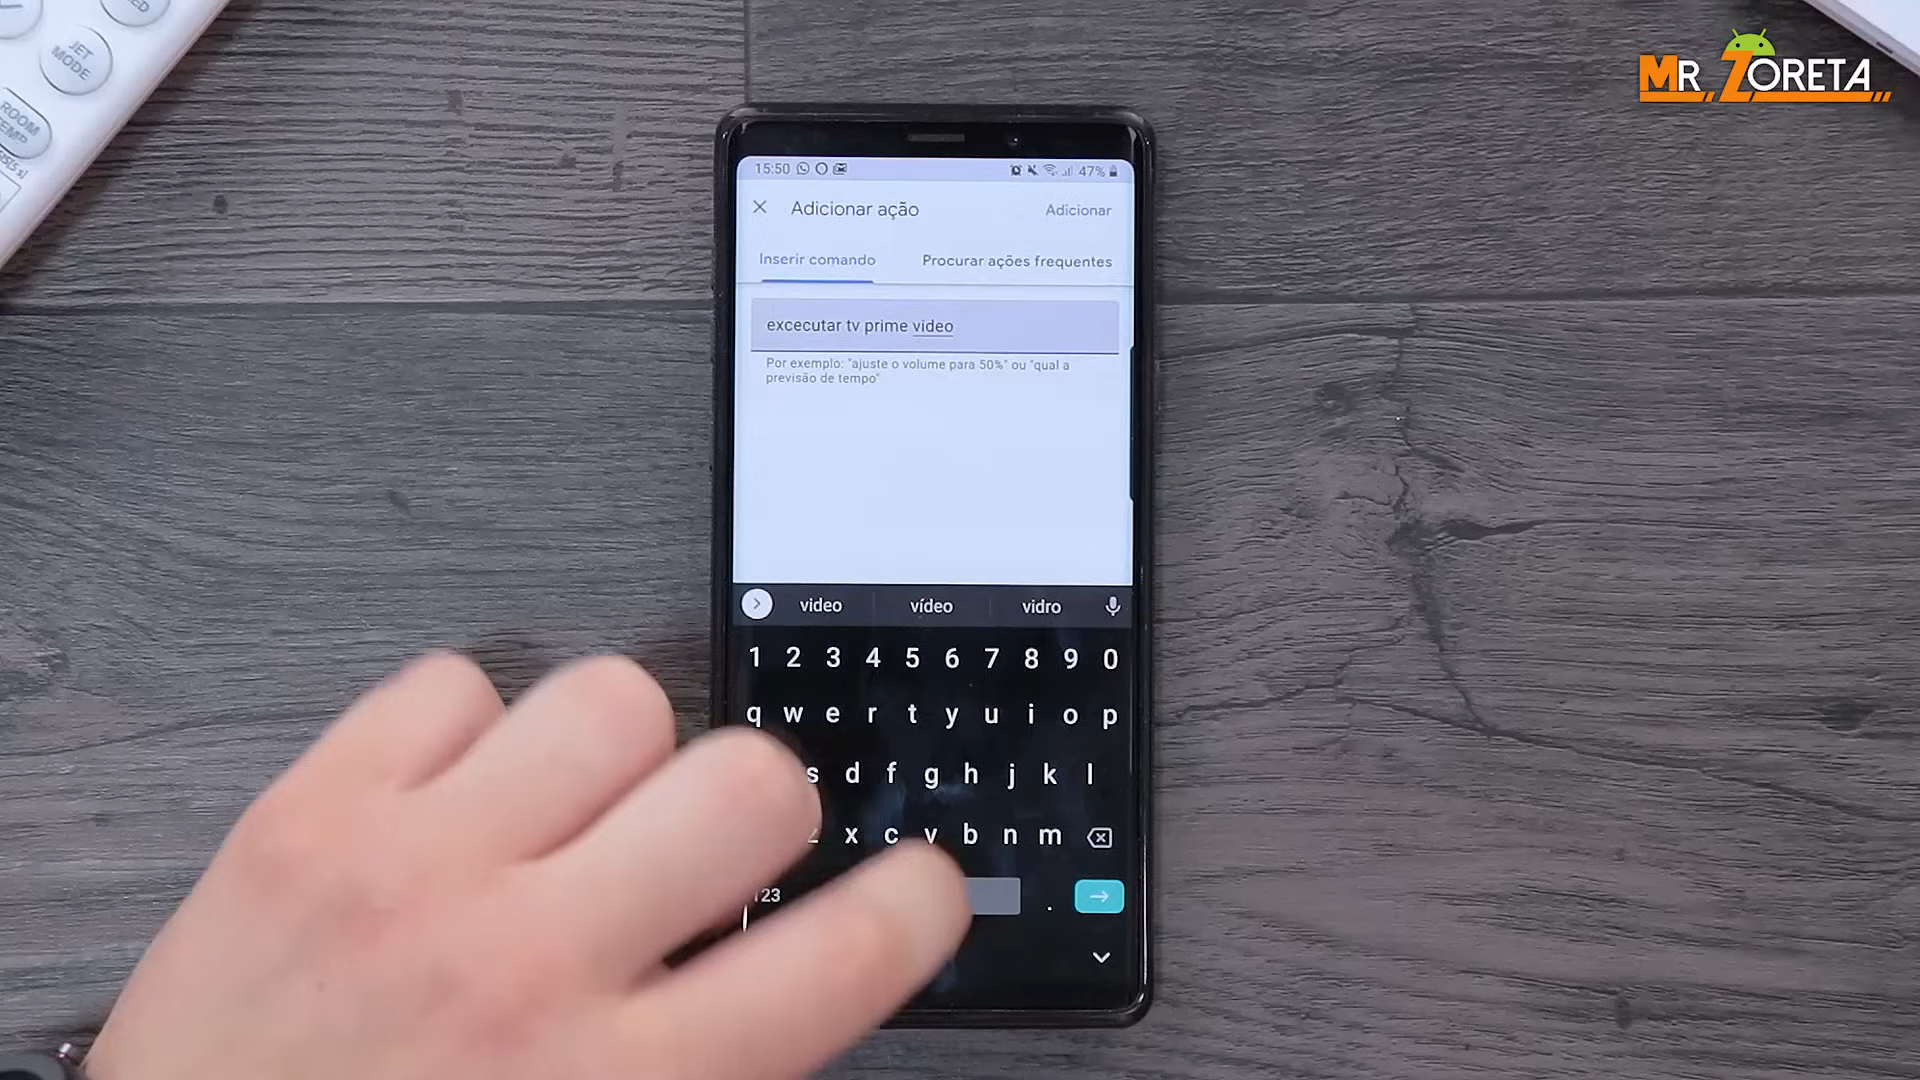 JET
MODE
ROOM
TEMP
MR ZORETA
15:50
47%
Adicionar ação
Adicionar
Inserir comando
Procurar ações frequentes
excecutar tv prime video
Por exemplo: "ajuste o volume para 50%" ou "qual a
previsão de tempo"
video vídeo vidro
1 2 3 4 5 6 7 8 9 0
q w e r t y u i o p
s d f g h j k l
z x c v b n m
123 .